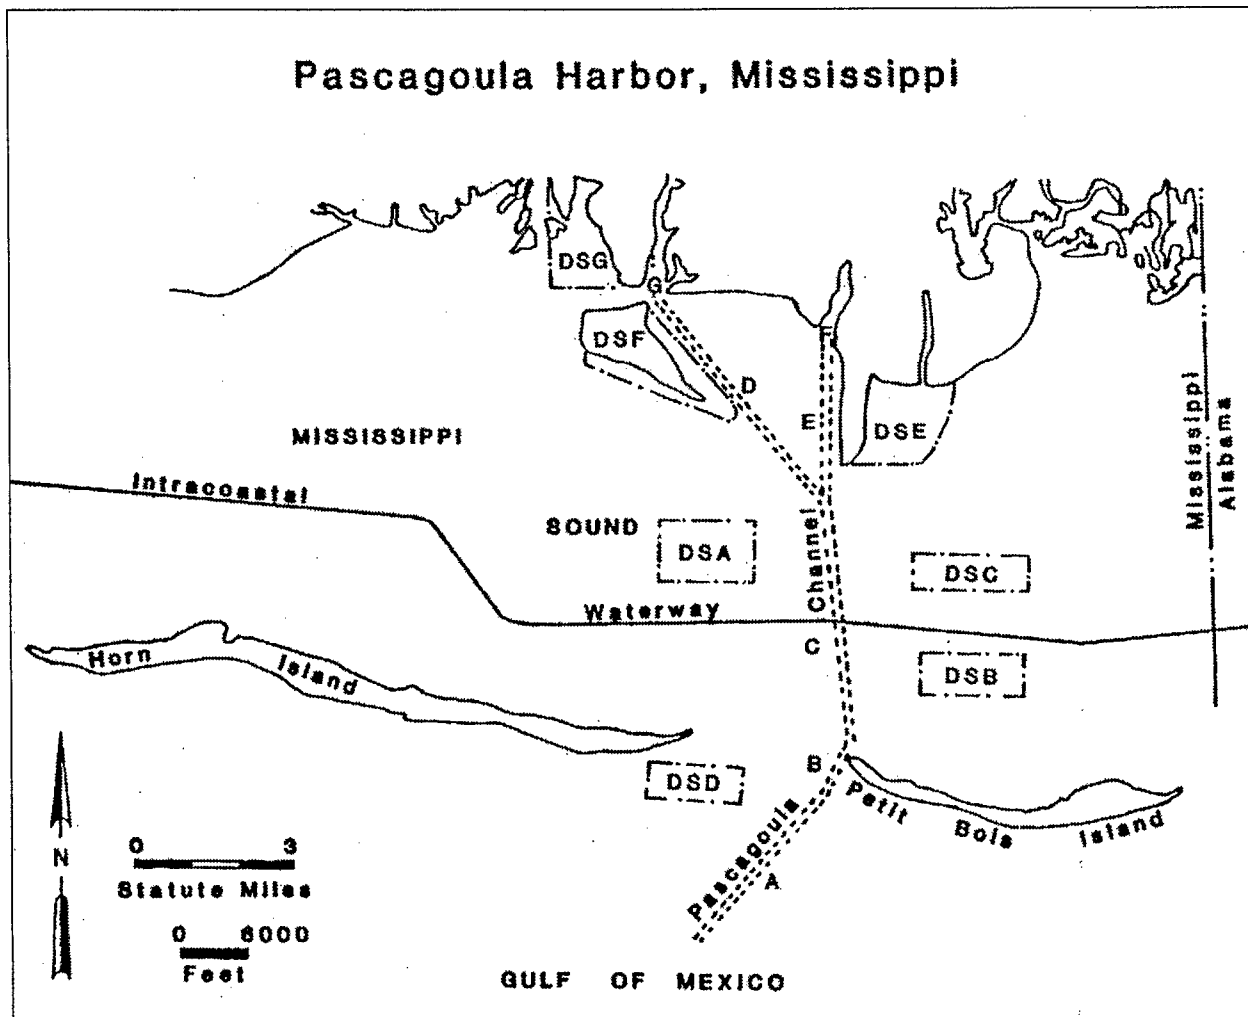 Pascagoula Harbor, Mississippi
DSG
G
DSF
F
D
E
DSE
MISSISSIPPI
Mississippi
Alabama
Intracoastal
SOUND
DSA
Channel
DSC
Waterway
C
Horn Island
DSB
B
DSD
Petit Bois Island
Pascagoula
A
N
0 3
Statute Miles
0 6000
Feet
GULF OF MEXICO